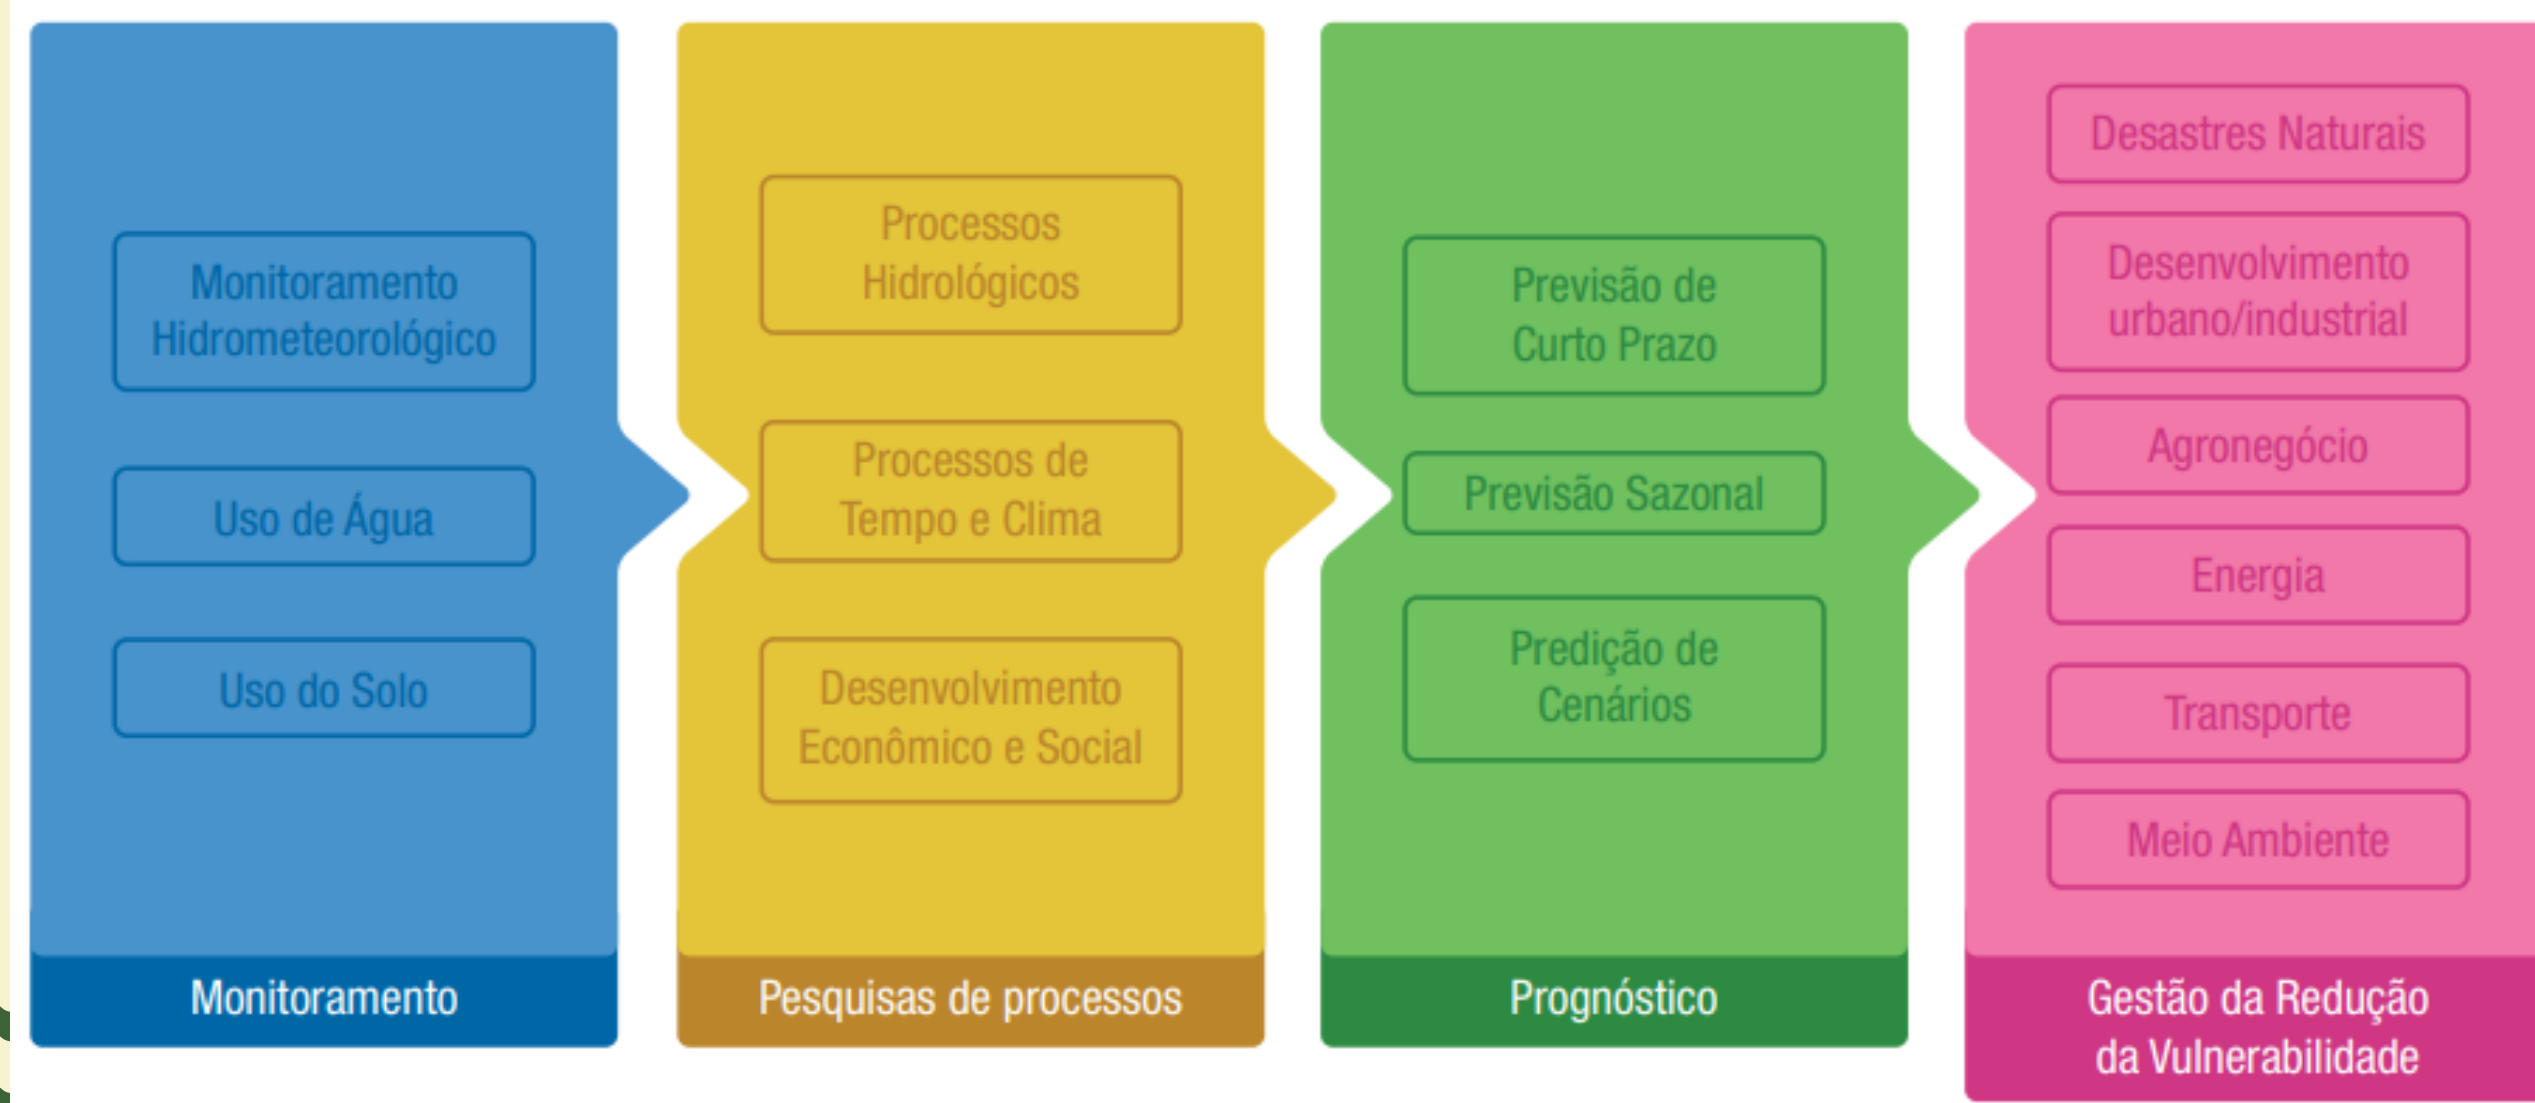 Monitoramento
Hidrometeorológico
Uso de Água
Uso do Solo
Monitoramento
Processos
Hidrológicos
Processos de
Tempo e Clima
Desenvolvimento
Econômico e Social
Pesquisas de processos
Previsão de
Curto Prazo
Previsão Sazonal
Predição de
Cenários
Prognóstico
Desastres Naturais
Desenvolvimento
urbano/industrial
Agronegócio
Energia
Transporte
Meio Ambiente
Gestão da Redução
da Vulnerabilidade